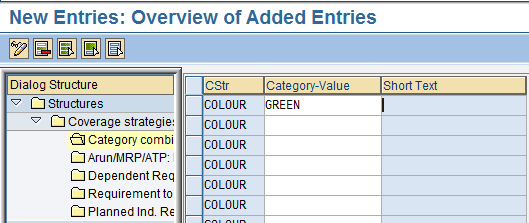 New Entries: Overview of Added Entries
Dialog Structure
Structures
Coverage strategies
Category combi
Arun/MRP/ATP:
Dependent Req
Requirement to
Planned Ind. Re
CStr Category-Value Short Text
COLOUR GREEN
COLOUR
COLOUR
COLOUR
COLOUR
COLOUR
COLOUR